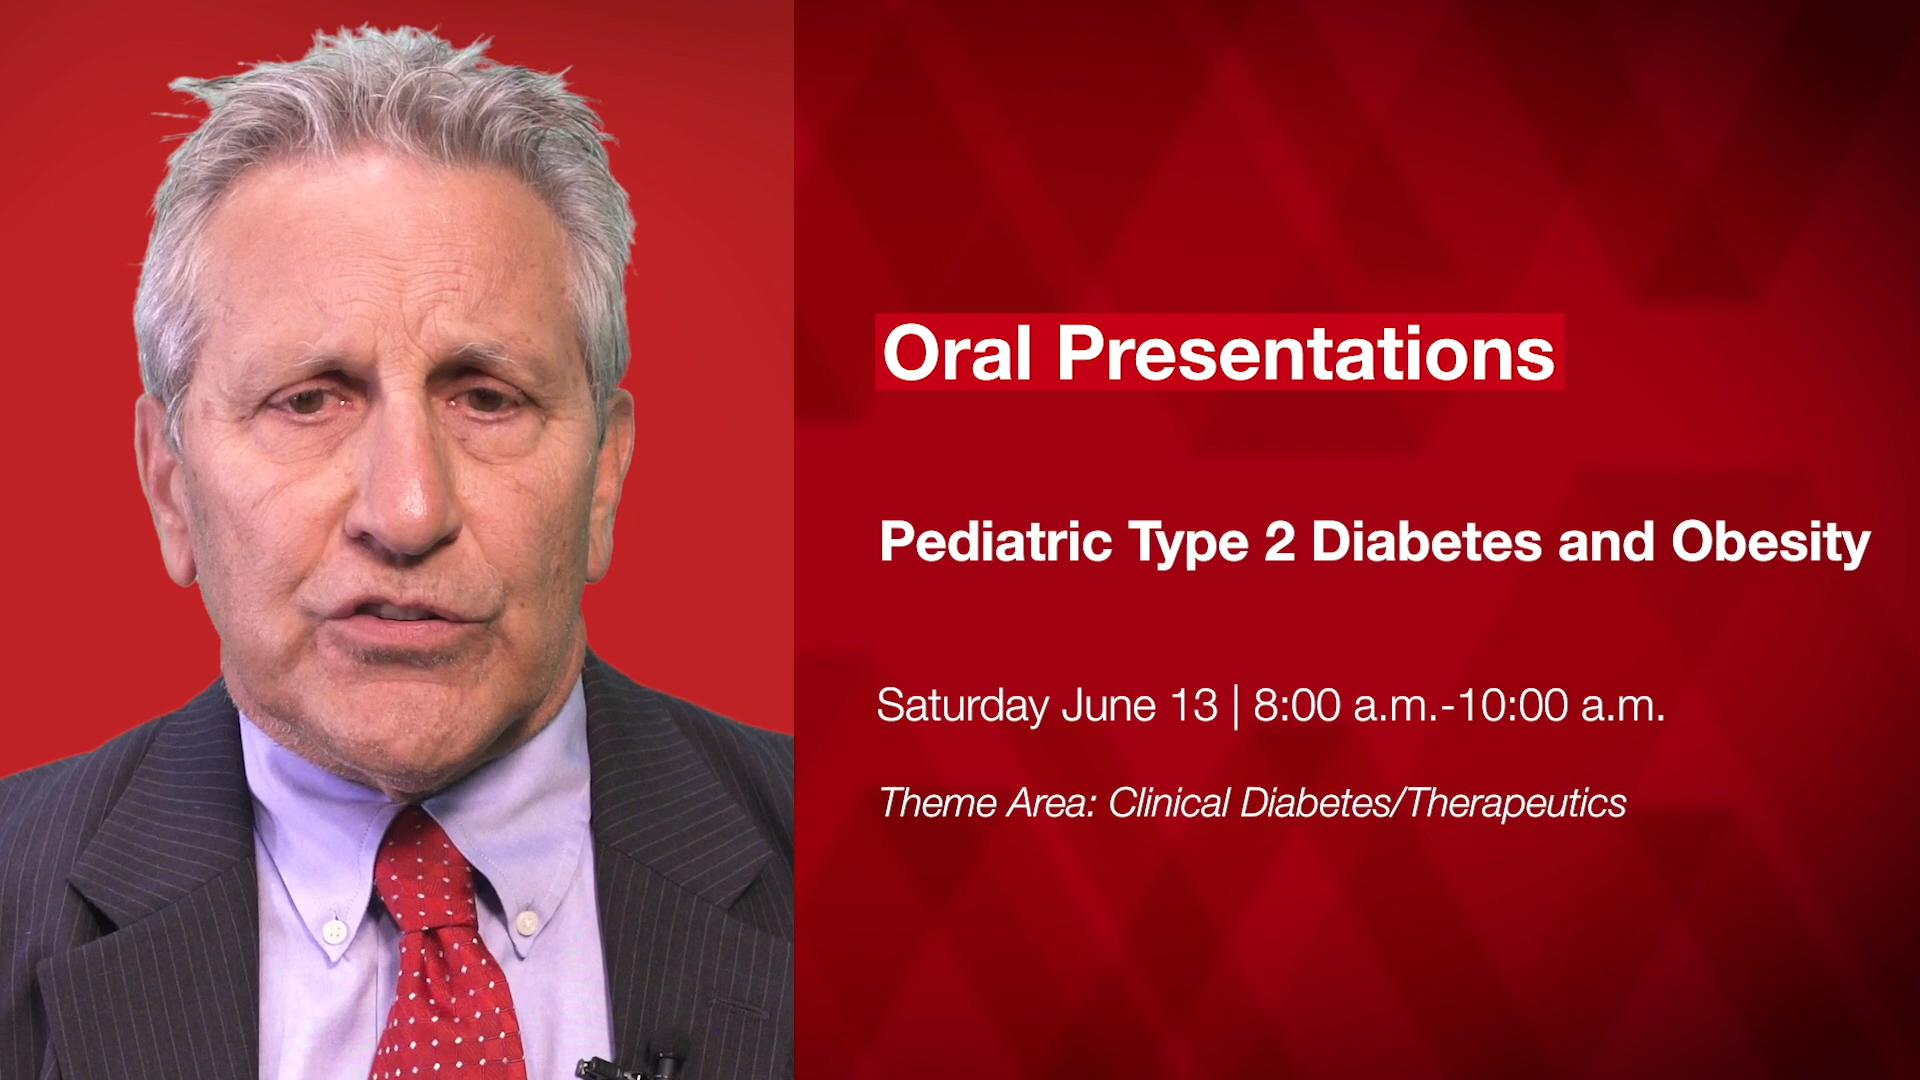 Oral Presentations
Pediatric Type 2 Diabetes and Obesity
Saturday June 13 | 8:00 a.m.-10:00 a.m.
Theme Area: Clinical Diabetes/Therapeutics